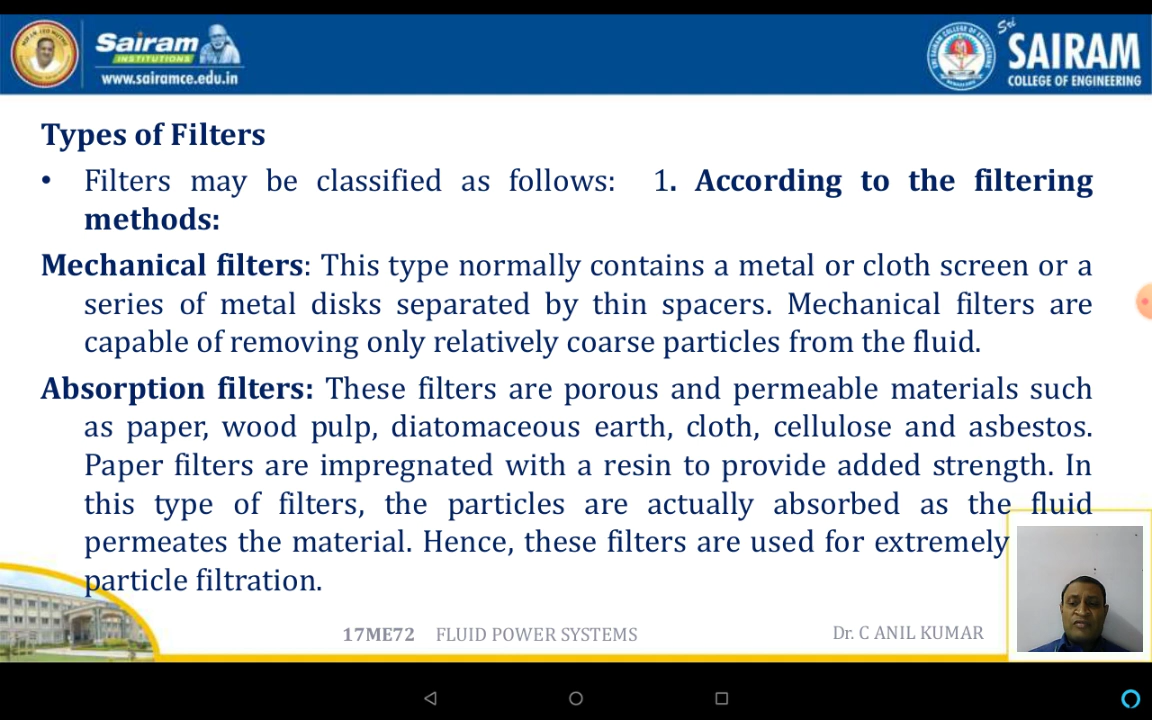 Sairam
INSTITUTIONS
www.sairamce.edu.in
Sri
SAIRAM
COLLEGE OF ENGINEERING
Types of Filters
• Filters may be classified as follows: 1. According to the filtering
methods:
Mechanical filters: This type normally contains a metal or cloth screen or a
series of metal disks separated by thin spacers. Mechanical filters are
capable of removing only relatively coarse particles from the fluid.
Absorption filters: These filters are porous and permeable materials such
as paper, wood pulp, diatomaceous earth, cloth, cellulose and asbestos.
Paper filters are impregnated with a resin to provide added strength. In
this type of filters, the particles are actually absorbed as the fluid
permeates the material. Hence, these filters are used for extremely
particle filtration.
17ME72 FLUID POWER SYSTEMS
Dr. C ANIL KUMAR